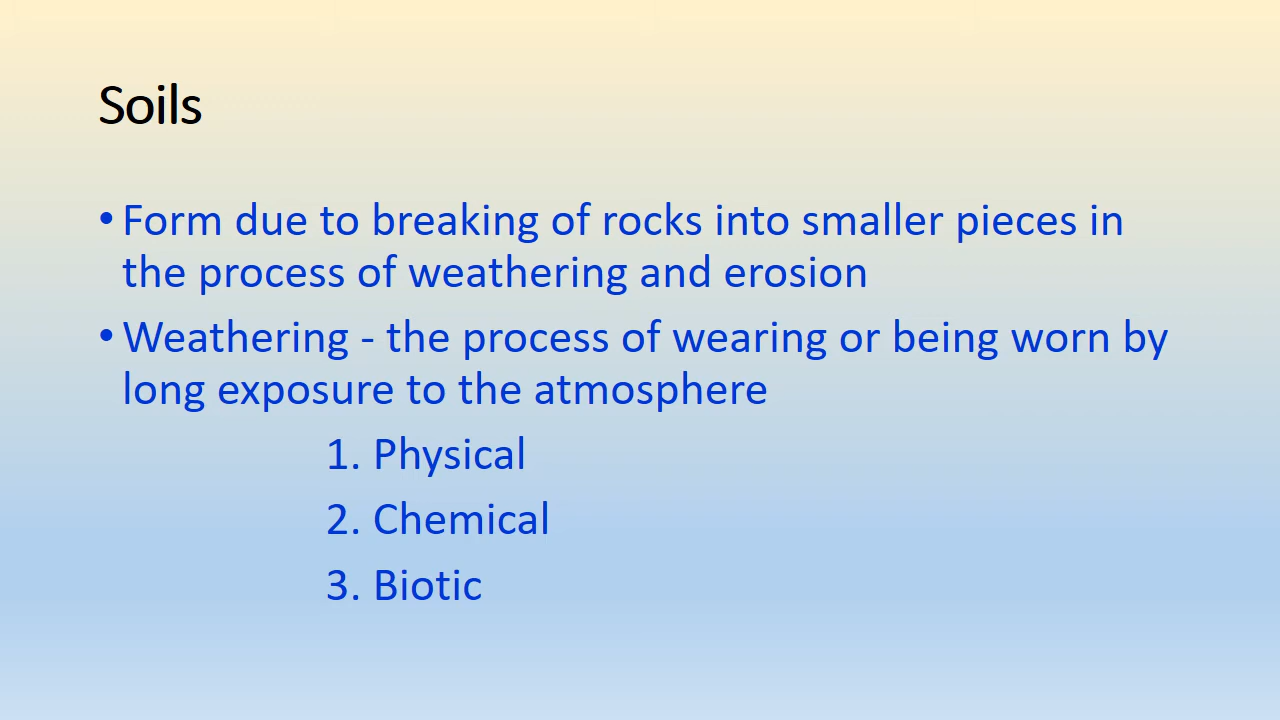 Soils
• Form due to breaking of rocks into smaller pieces in
the process of weathering and erosion
• Weathering - the process of wearing or being worn by
long exposure to the atmosphere
1. Physical
2. Chemical
3. Biotic